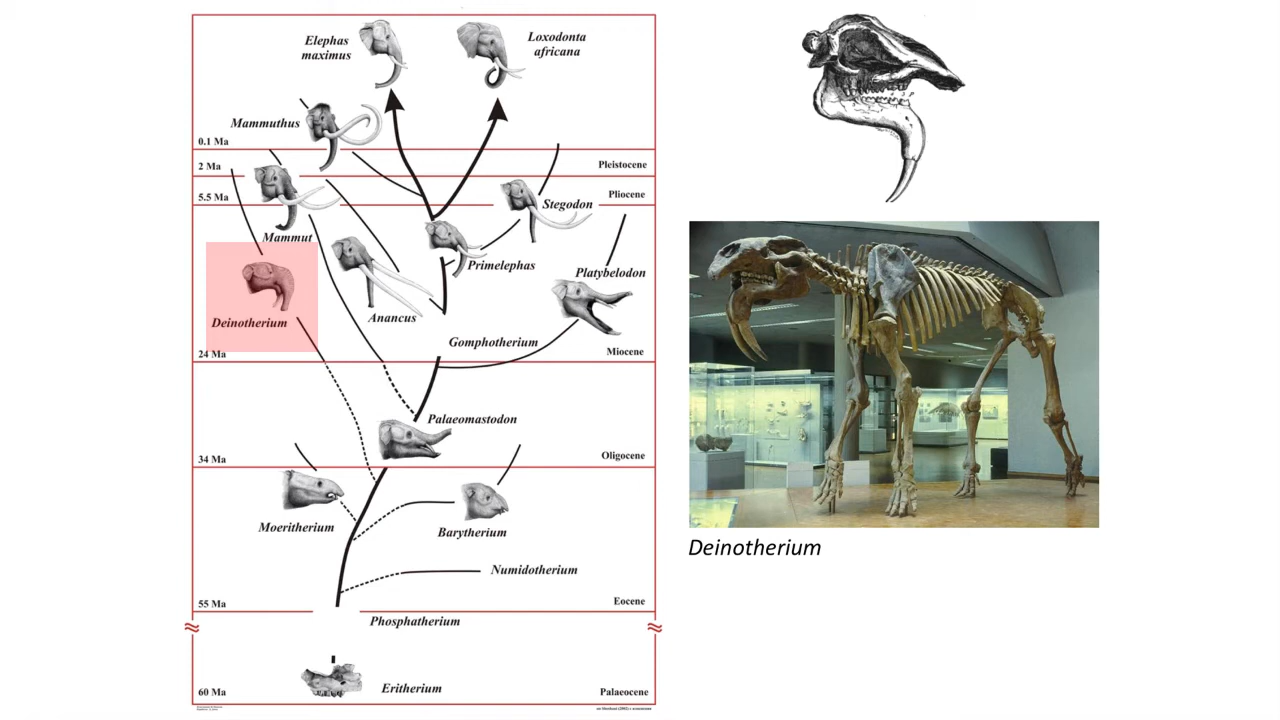 Elephas
maximus
Loxodonta
africana
Mammuthus
0.1 Ma
2 Ma
Pleistocene
5.5 Ma
Pliocene
Stegodon
Mammut
Primelephas
Platybelodon
Deinotherium
Anancus
Gomphotherium
24 Ma
Miocene
Palaeomastodon
34 Ma
Oligocene
Moeritherium
Barytherium
Numidotherium
55 Ma
Eocene
Phosphatherium
Eritherium
60 Ma
Palaeocene
Deinotherium